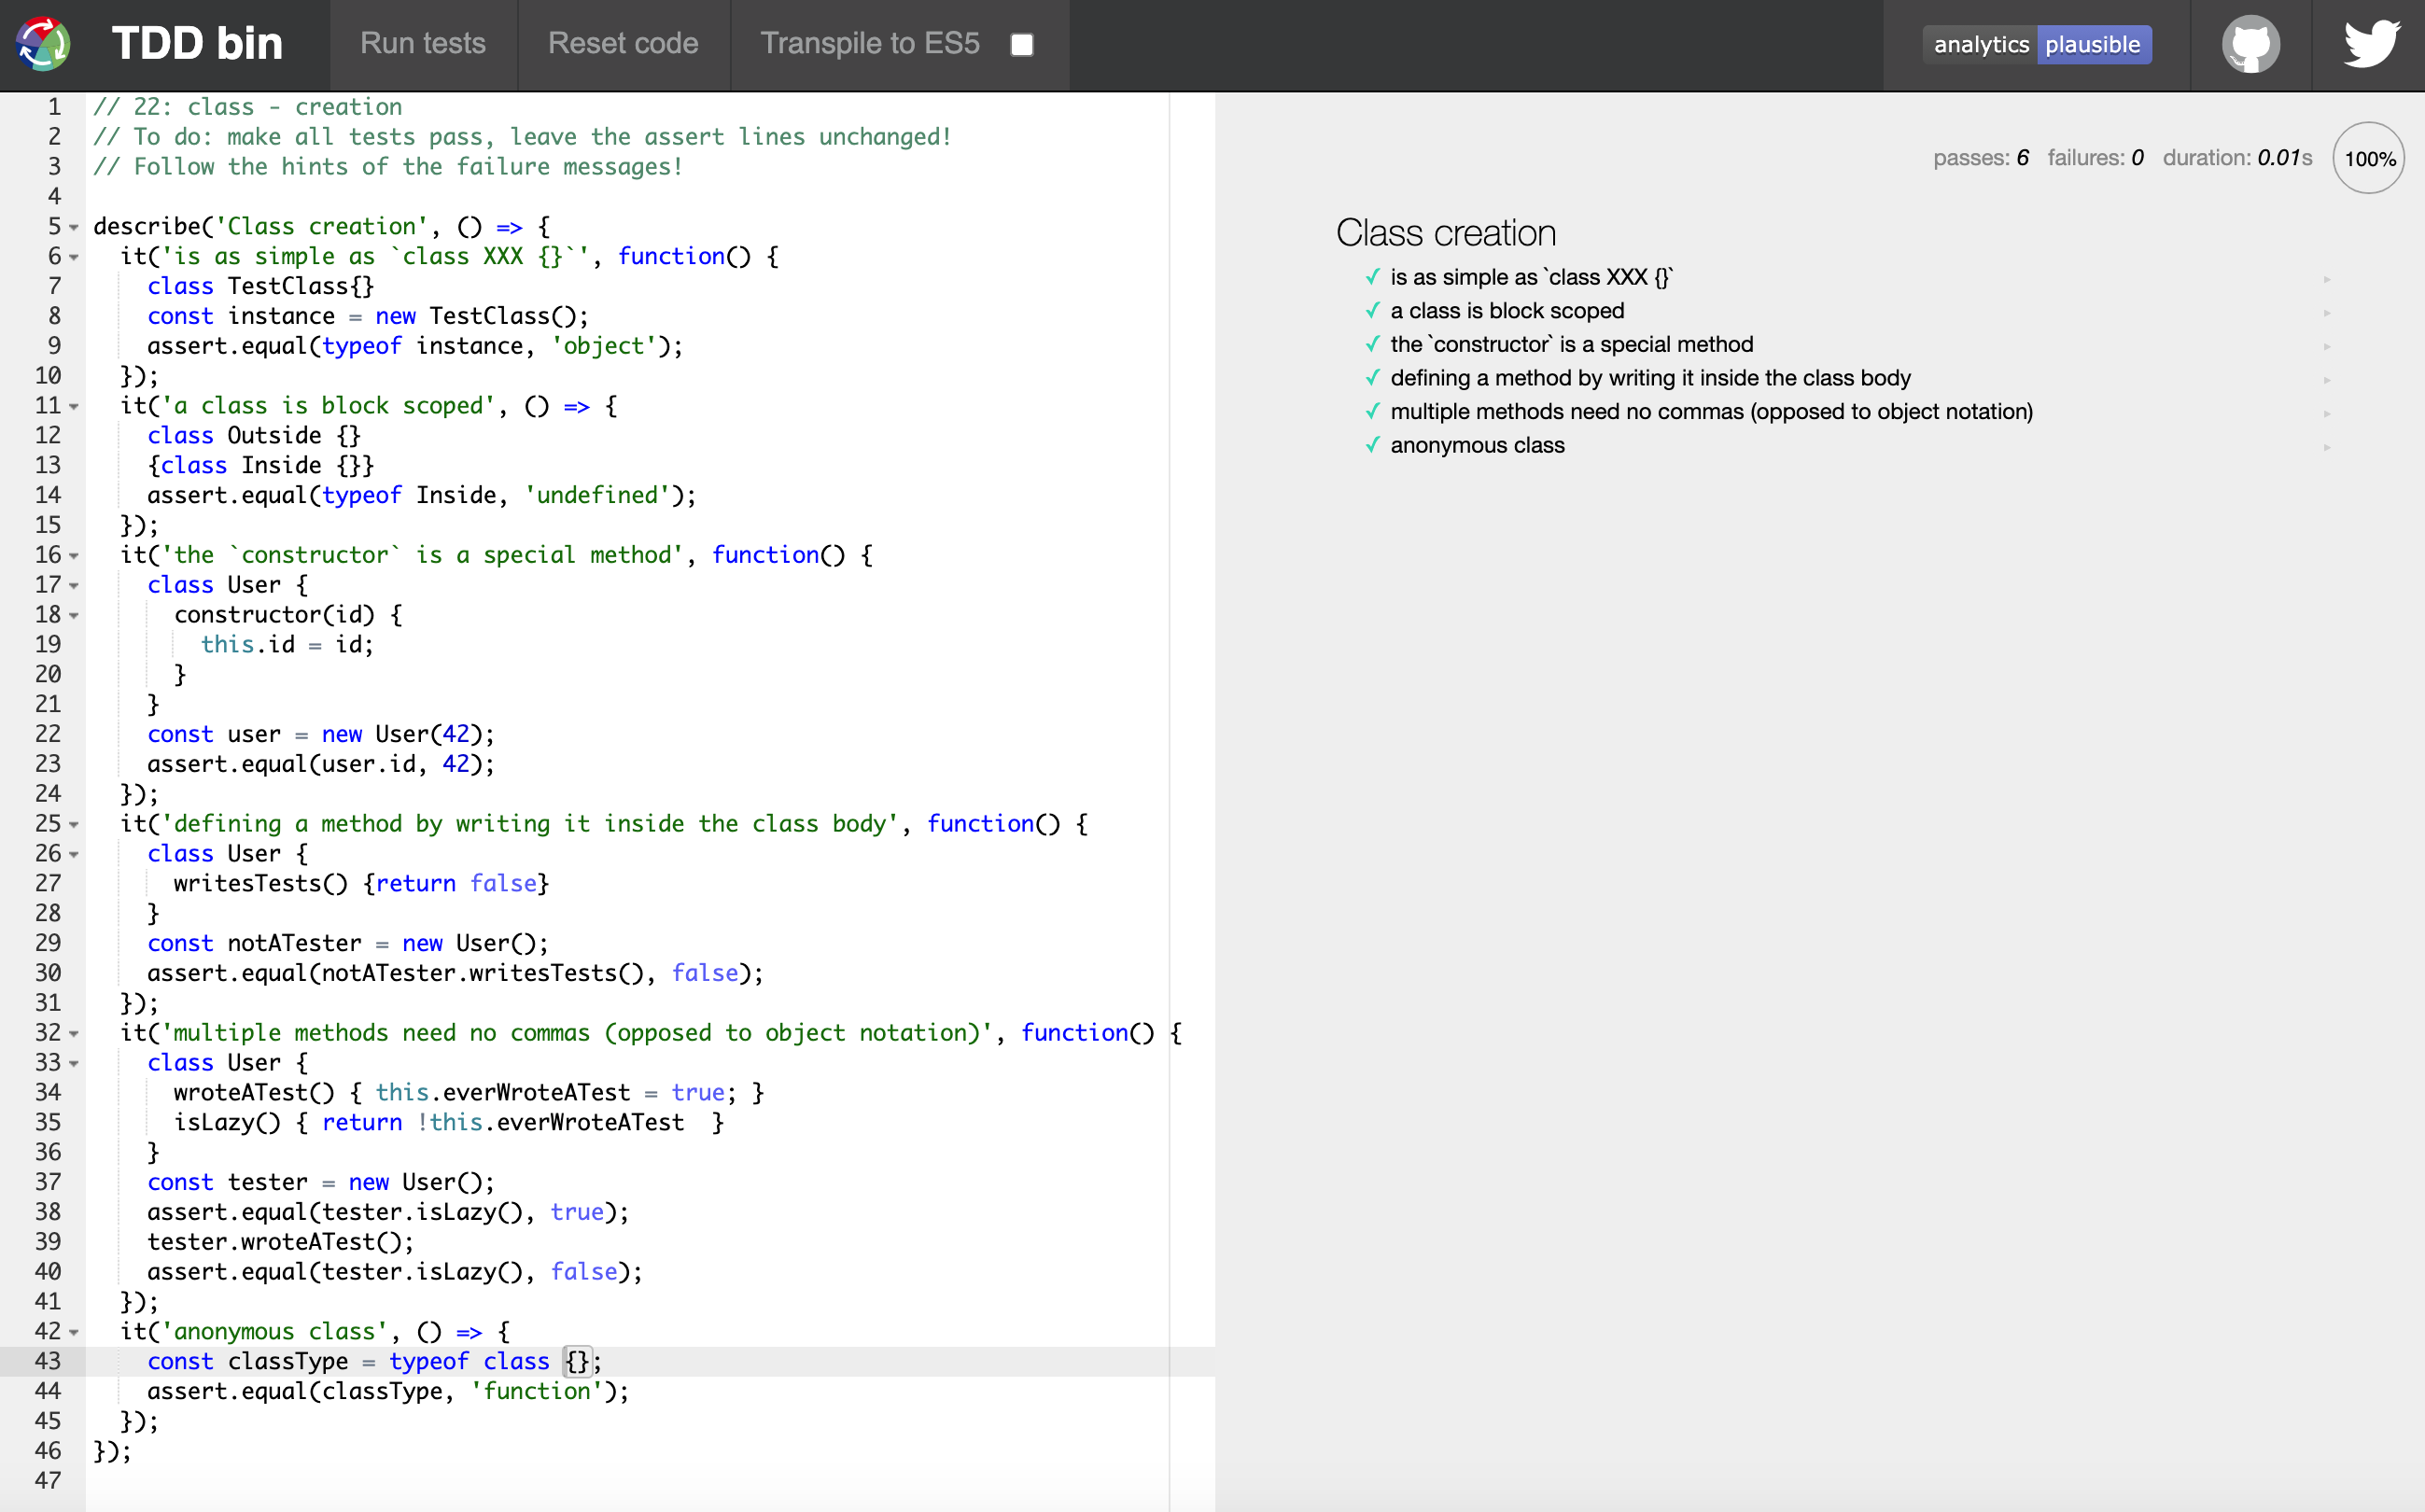 TDD bin Run tests Reset code Transpile to ES5 analytics plausible
1 // 22: class - creation
2 // To do: make all tests pass, leave the assert lines unchanged!
3 // Follow the hints of the failure messages!
4
5 describe('Class creation', () => {
6   it('is as simple as `class XXX {}`', function() {
7     class TestClass{}
8     const instance = new TestClass();
9     assert.equal(typeof instance, 'object');
10   });
11   it('a class is block scoped', () => {
12     class Outside {}
13     {class Inside {}}
14     assert.equal(typeof Inside, 'undefined');
15   });
16   it('the `constructor` is a special method', function() {
17     class User {
18       constructor(id) {
19         this.id = id;
20       }
21     }
22     const user = new User(42);
23     assert.equal(user.id, 42);
24   });
25   it('defining a method by writing it inside the class body', function() {
26     class User {
27       writesTests() {return false}
28     }
29     const notATester = new User();
30     assert.equal(notATester.writesTests(), false);
31   });
32   it('multiple methods need no commas (opposed to object notation)', function() {
33     class User {
34       wroteATest() { this.everWroteATest = true; }
35       isLazy() { return !this.everWroteATest  }
36     }
37     const tester = new User();
38     assert.equal(tester.isLazy(), true);
39     tester.wroteATest();
40     assert.equal(tester.isLazy(), false);
41   });
42   it('anonymous class', () => {
43     const classType = typeof class {};
44     assert.equal(classType, 'function');
45   });
46 });
47
passes: 6 failures: 0 duration: 0.01s 100%
Class creation
✓ is as simple as `class XXX {}`
✓ a class is block scoped
✓ the `constructor` is a special method
✓ defining a method by writing it inside the class body
✓ multiple methods need no commas (opposed to object notation)
✓ anonymous class